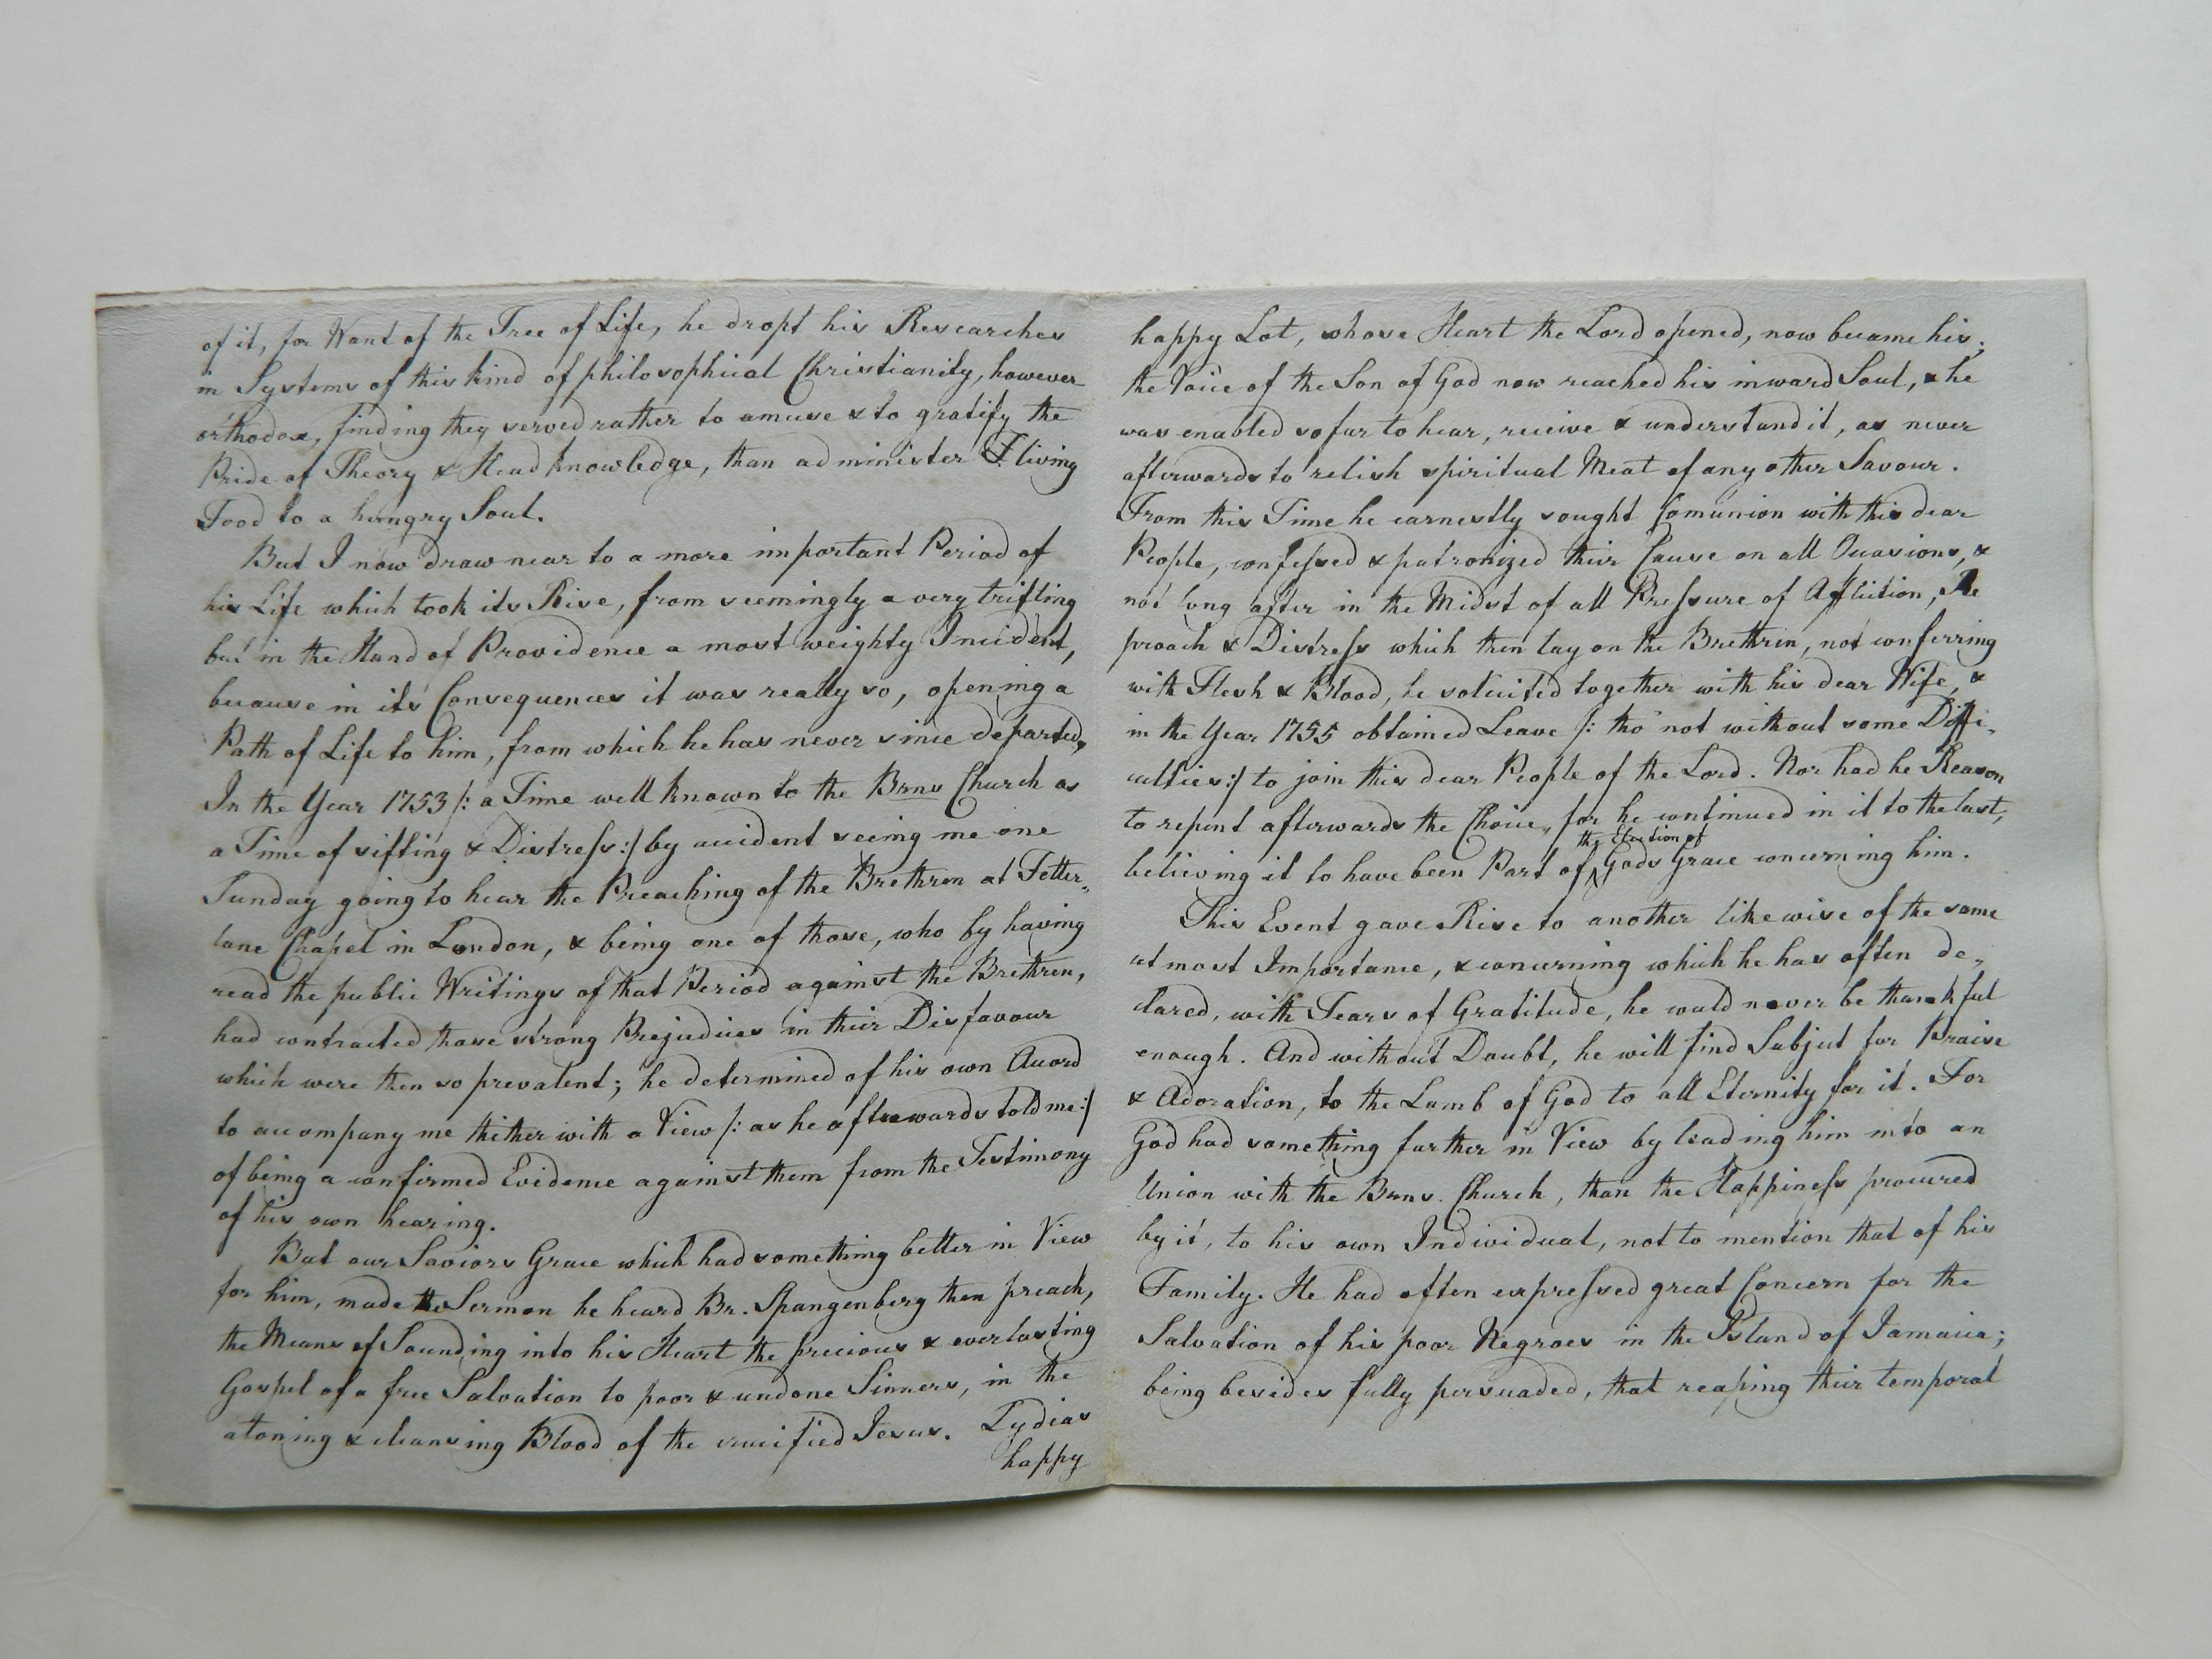 of it, for Want of the Tree of Life, he dropt his Researches
in Systems of this kind of philosophical Christianity, however
orthodox, finding they served rather to amuse & to gratify the
Pride of Theory & Head knowledge, than administer living
Food to a hungry Soul.
But I now draw near to a more important Period of
his Life which took its Rise, from seemingly a very trifling
but in the Hand of Providence a most weighty Incident,
because in its Consequences it was really so, opening a
Path of Life to him, from which he has never since departed,
In the Year 1753 /: a Time well known to the Brns Church as
a Time of sifting & Distress :/ by accident seeing me one
Sunday going to hear the Preaching of the Brethren at Fetter-
lane Chapel in London, & being one of those, who by having
read the public Writings of that Period against the Brethren,
had contracted those strong Prejudices in their Disfavour
which were then so prevalent; he determined of his own Accord
to accompany me thither with a View /: as he afterwards told me :/
of being a confirmed Evidence against them from the Testimony
of his own hearing.
But our Saviors Grace which had something better in View
for him, made the Sermon he heard Br. Spangenberg then preach,
the Means of Sounding into his Heart the precious & everlasting
Gospel of a free Salvation to poor & undone Sinners, in the
atoning & cleansing Blood of the crucified Jesus. Lydias
happy
happy Lot, whose Heart the Lord opened, now became his;
the Voice of the Son of God now reached his inward Soul, & he
was enabled so far to hear, receive & understand it, as never
afterwards to relish spiritual Meat of any other Savour.
From this Time he earnestly sought Comunion with this dear
People, confessed & patronized their Cause on all Occasions, &
not long after in the Midst of all Pressure of Affliction, Re
proach & Distress which then lay on the Brethren, not conferring
with Flesh & Blood, he solicited together with his dear Wife, &
in the Year 1755 obtained Leave /: tho' not without some Diffi-
culties :/ to join this dear People of the Lord. Nor had he Reason
to repent afterwards the Choice, for he continued in it to the last,
the Election of
believing it to have been Part of Gods Grace concerning him.
This Event gave Rise to another likewise of the same
utmost Importance, & concerning which he has often de-
clared, with Tears of Gratitude, he could never be thankful
enough. And without Doubt, he will find Subject for Praise
& Adoration, to the Lamb of God to all Eternity for it. For
God had something further in View by leading him into an
Union with the Brns. Church, than the Happiness procured
by it, to his own Individual, not to mention that of his
Family. He had often expressed great Concern for the
Salvation of his poor Negroes in the Island of Jamaica;
being besides fully persuaded, that reaping their temporal